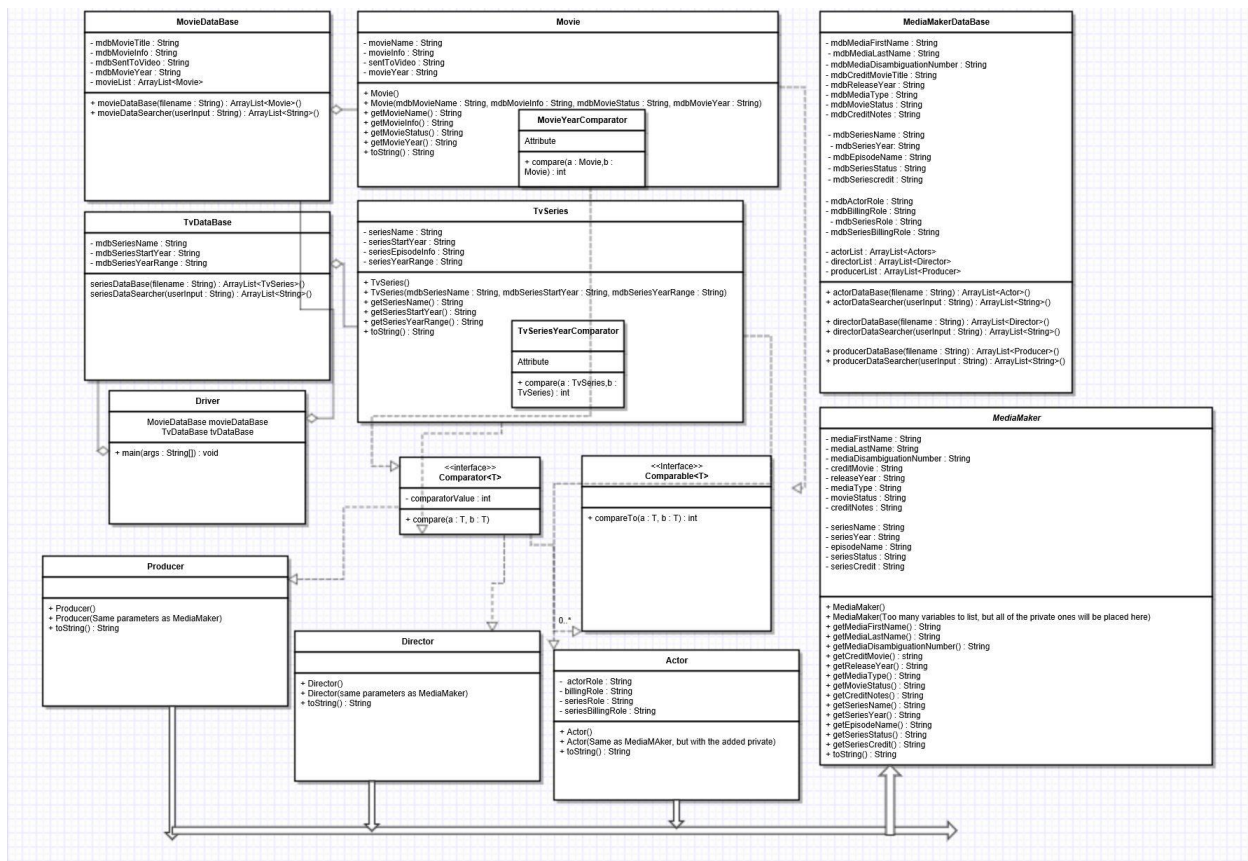 MovieDataBase
- mdbMovieTitle : String
- mdbMovieInfo : String
- mdbSentToVideo : String
- mdbMovieYear : String
- movieList : ArrayList<Movie>
+ movieDataBase(filename : String) : ArrayList<Movie>()
+ movieDataSearcher(userInput : String) : ArrayList<String>()
Movie
- movieName : String
- movieInfo : String
- sentToVideo : String
- movieYear : String
+ Movie()
+ Movie(mdbMovieName : String, mdbMovieInfo : String, mdbMovieStatus : String, mdbMovieYear : String)
+ getMovieName() : String
+ getMovieInfo() : String
+ getMovieStatus() : String
+ getMovieYear() : String
+ toString() : String
MovieYearComparator
Attribute
+ compare(a : Movie,b :
Movie) : int
MediaMakerDataBase
- mdbMediaFirstName : String
- mdbMediaLastName : String
- mdbMediaDisambiguationNumber : String
- mdbCreditMovieTitle : String
- mdbReleaseYear : String
- mdbMediaType : String
- mdbMovieStatus : String
- mdbCreditNotes : String
- mdbSeriesName : String
- mdbSeriesYear: String
- mdbEpisodeName : String
- mdbSeriesStatus : String
- mdbSeriescredit : String
- mdbActorRole : String
- mdbBillingRole : String
- mdbSeriesRole : String
- mdbSeriesBillingRole : String
- actorList : ArrayList<Actors>
- directorList : ArrayList<Director>
- producerList : ArrayList<Producer>
+ actorDataBase(filename : String) : ArrayList<Actor>()
+ actorDataSearcher(userInput : String) : ArrayList<String>()
+ directorDataBase(filename : String) : ArrayList<Director>()
+ directorDataSearcher(userInput : String) : ArrayList<String>()
+ producerDataBase(filename : String) : ArrayList<Producer>()
+ producerDataSearcher(userInput : String) : ArrayList<String>()
TvDataBase
- mdbSeriesName : String
- mdbSeriesStartYear : String
- mdbSeriesYearRange : String
seriesDataBase(filename : String) : ArrayList<TvSeries>()
seriesDataSearcher(userInput : String) : ArrayList<String>()
TvSeries
- seriesName : String
- seriesStartYear : String
- seriesEpisodeInfo : String
- seriesYearRange : String
+ TvSeries()
+ TvSeries(mdbSeriesName : String, mdbSeriesStartYear : String, mdbSeriesYearRange : String)
+ getSeriesName() : String
+ getSeriesStartYear() : String
+ getSeriesYearRange() : String
+ toString() : String
TvSeriesYearComparator
Attribute
+ compare(a : TvSeries,b :
TvSeries) : int
Driver
MovieDataBase movieDataBase
TvDataBase tvDataBase
+ main(args : String[]) : void
<<interface>>
Comparator<T>
- comparatorValue : int
+ compare(a : T, b : T)
<<Interface>>
Comparable<T>
+ compareTo(a : T, b : T) : int
0..*
MediaMaker
- mediaFirstName : String
- mediaLastName: String
- mediaDisambiguationNumber : String
- creditMovie : String
- releaseYear : String
- mediaType : String
- movieStatus : String
- creditNotes : String
- seriesName : String
- seriesYear : String
- episodeName : String
- seriesStatus : String
- seriesCredit : String
+ MediaMaker()
+ MediaMaker(Too many variables to list, but all of the private ones will be placed here)
+ getMediaFirstName() : String
+ getMediaLastName() : String
+ getMediaDisambiguationNumber() : String
+ getCreditMovie() : string
+ getReleaseYear() : String
+ getMediaType() : String
+ getMovieStatus() : String
+ getCreditNotes() : String
+ getSeriesName() : String
+ getSeriesYear() : String
+ getEpisodeName() : String
+ getSeriesStatus() : String
+ getSeriesCredit() : String
+ toString() : String
Producer
+ Producer()
+ Producer(Same parameters as MediaMaker)
+ toString() : String
Director
+ Director()
+ Director(same parameters as MediaMaker)
+ toString() : String
Actor
- actorRole : String
- billingRole : String
- seriesRole : String
- seriesBillingRole : String
+ Actor()
+ Actor(Same as MediaMAker, but with the added private)
+ toString() : String